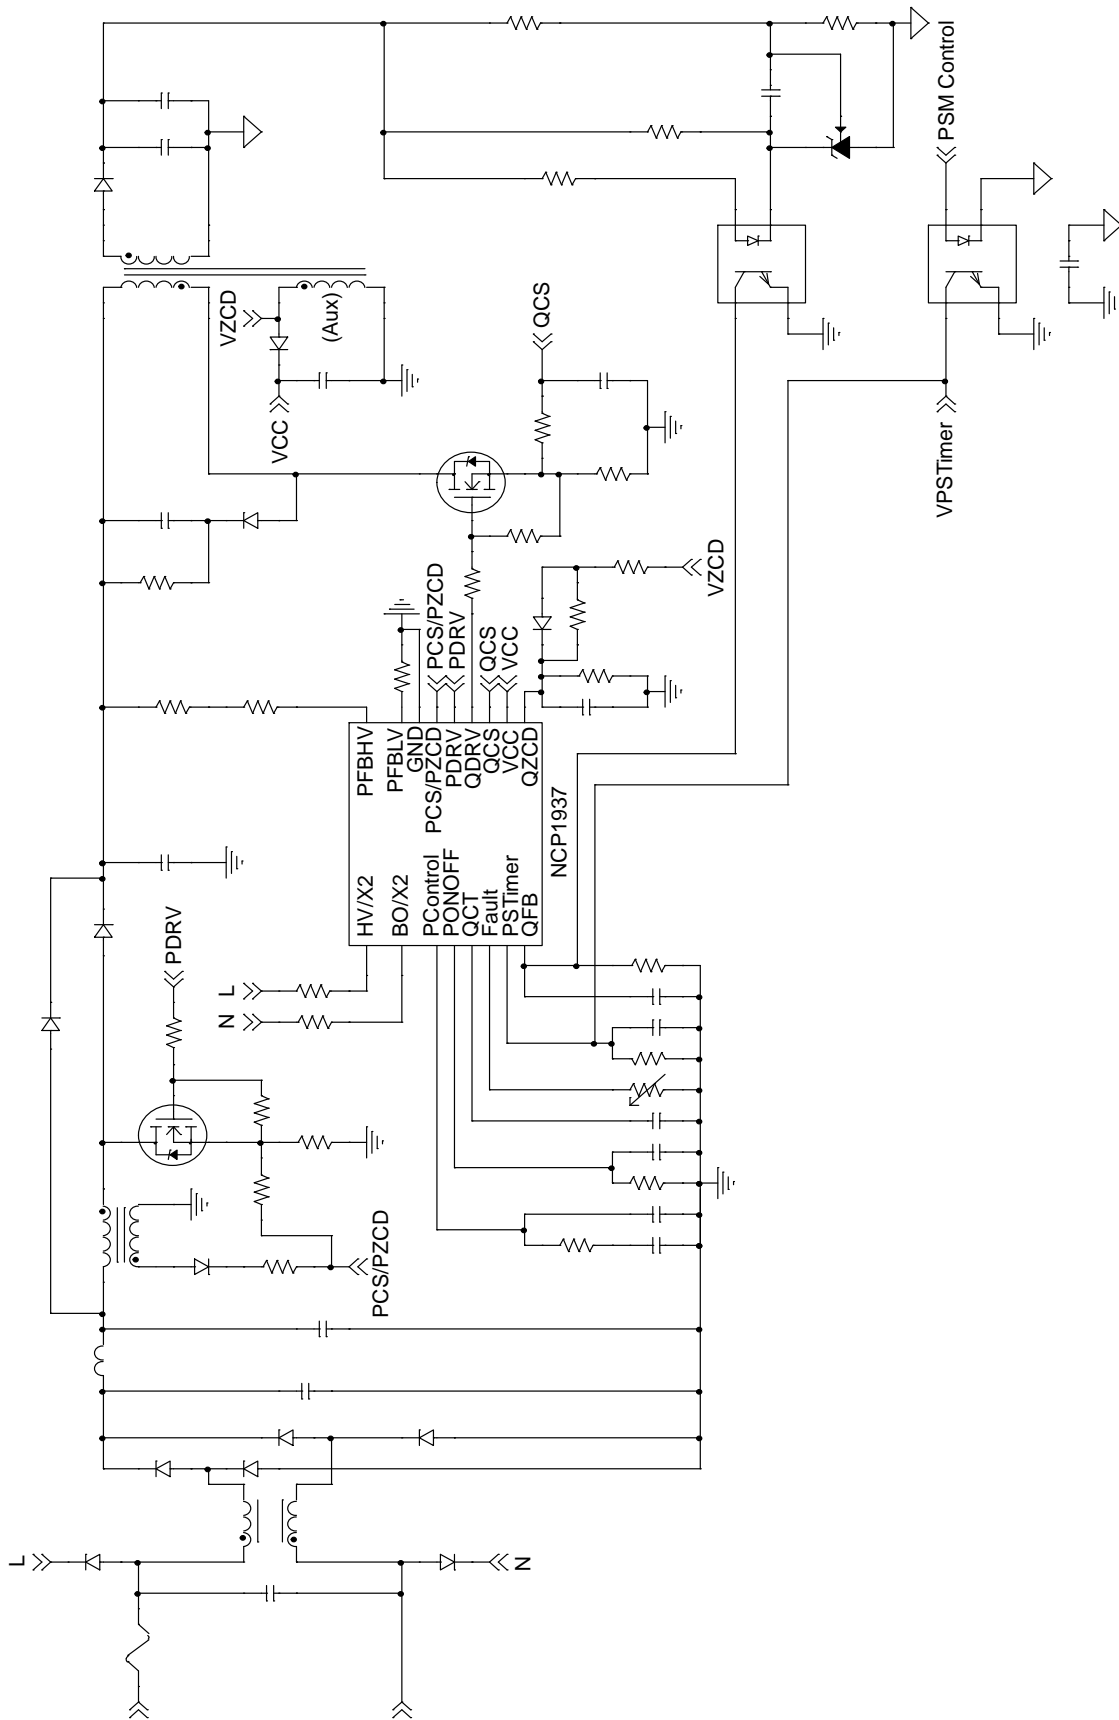 L
N
PCS/PZCD
PDRV
L
N
HV/X2
BO/X2
PControl
PONOFF
QCT
Fault
PSTimer
QFB
PFBHV
PFBLV
GND
PCS/PZCD
PDRV
QDRV
QCS
VCC
QZCD
NCP1937
PCS/PZCD
PDRV
QCS
VCC
VZCD
VCC
VZCD
(Aux)
QCS
VPSTimer
PSM Control